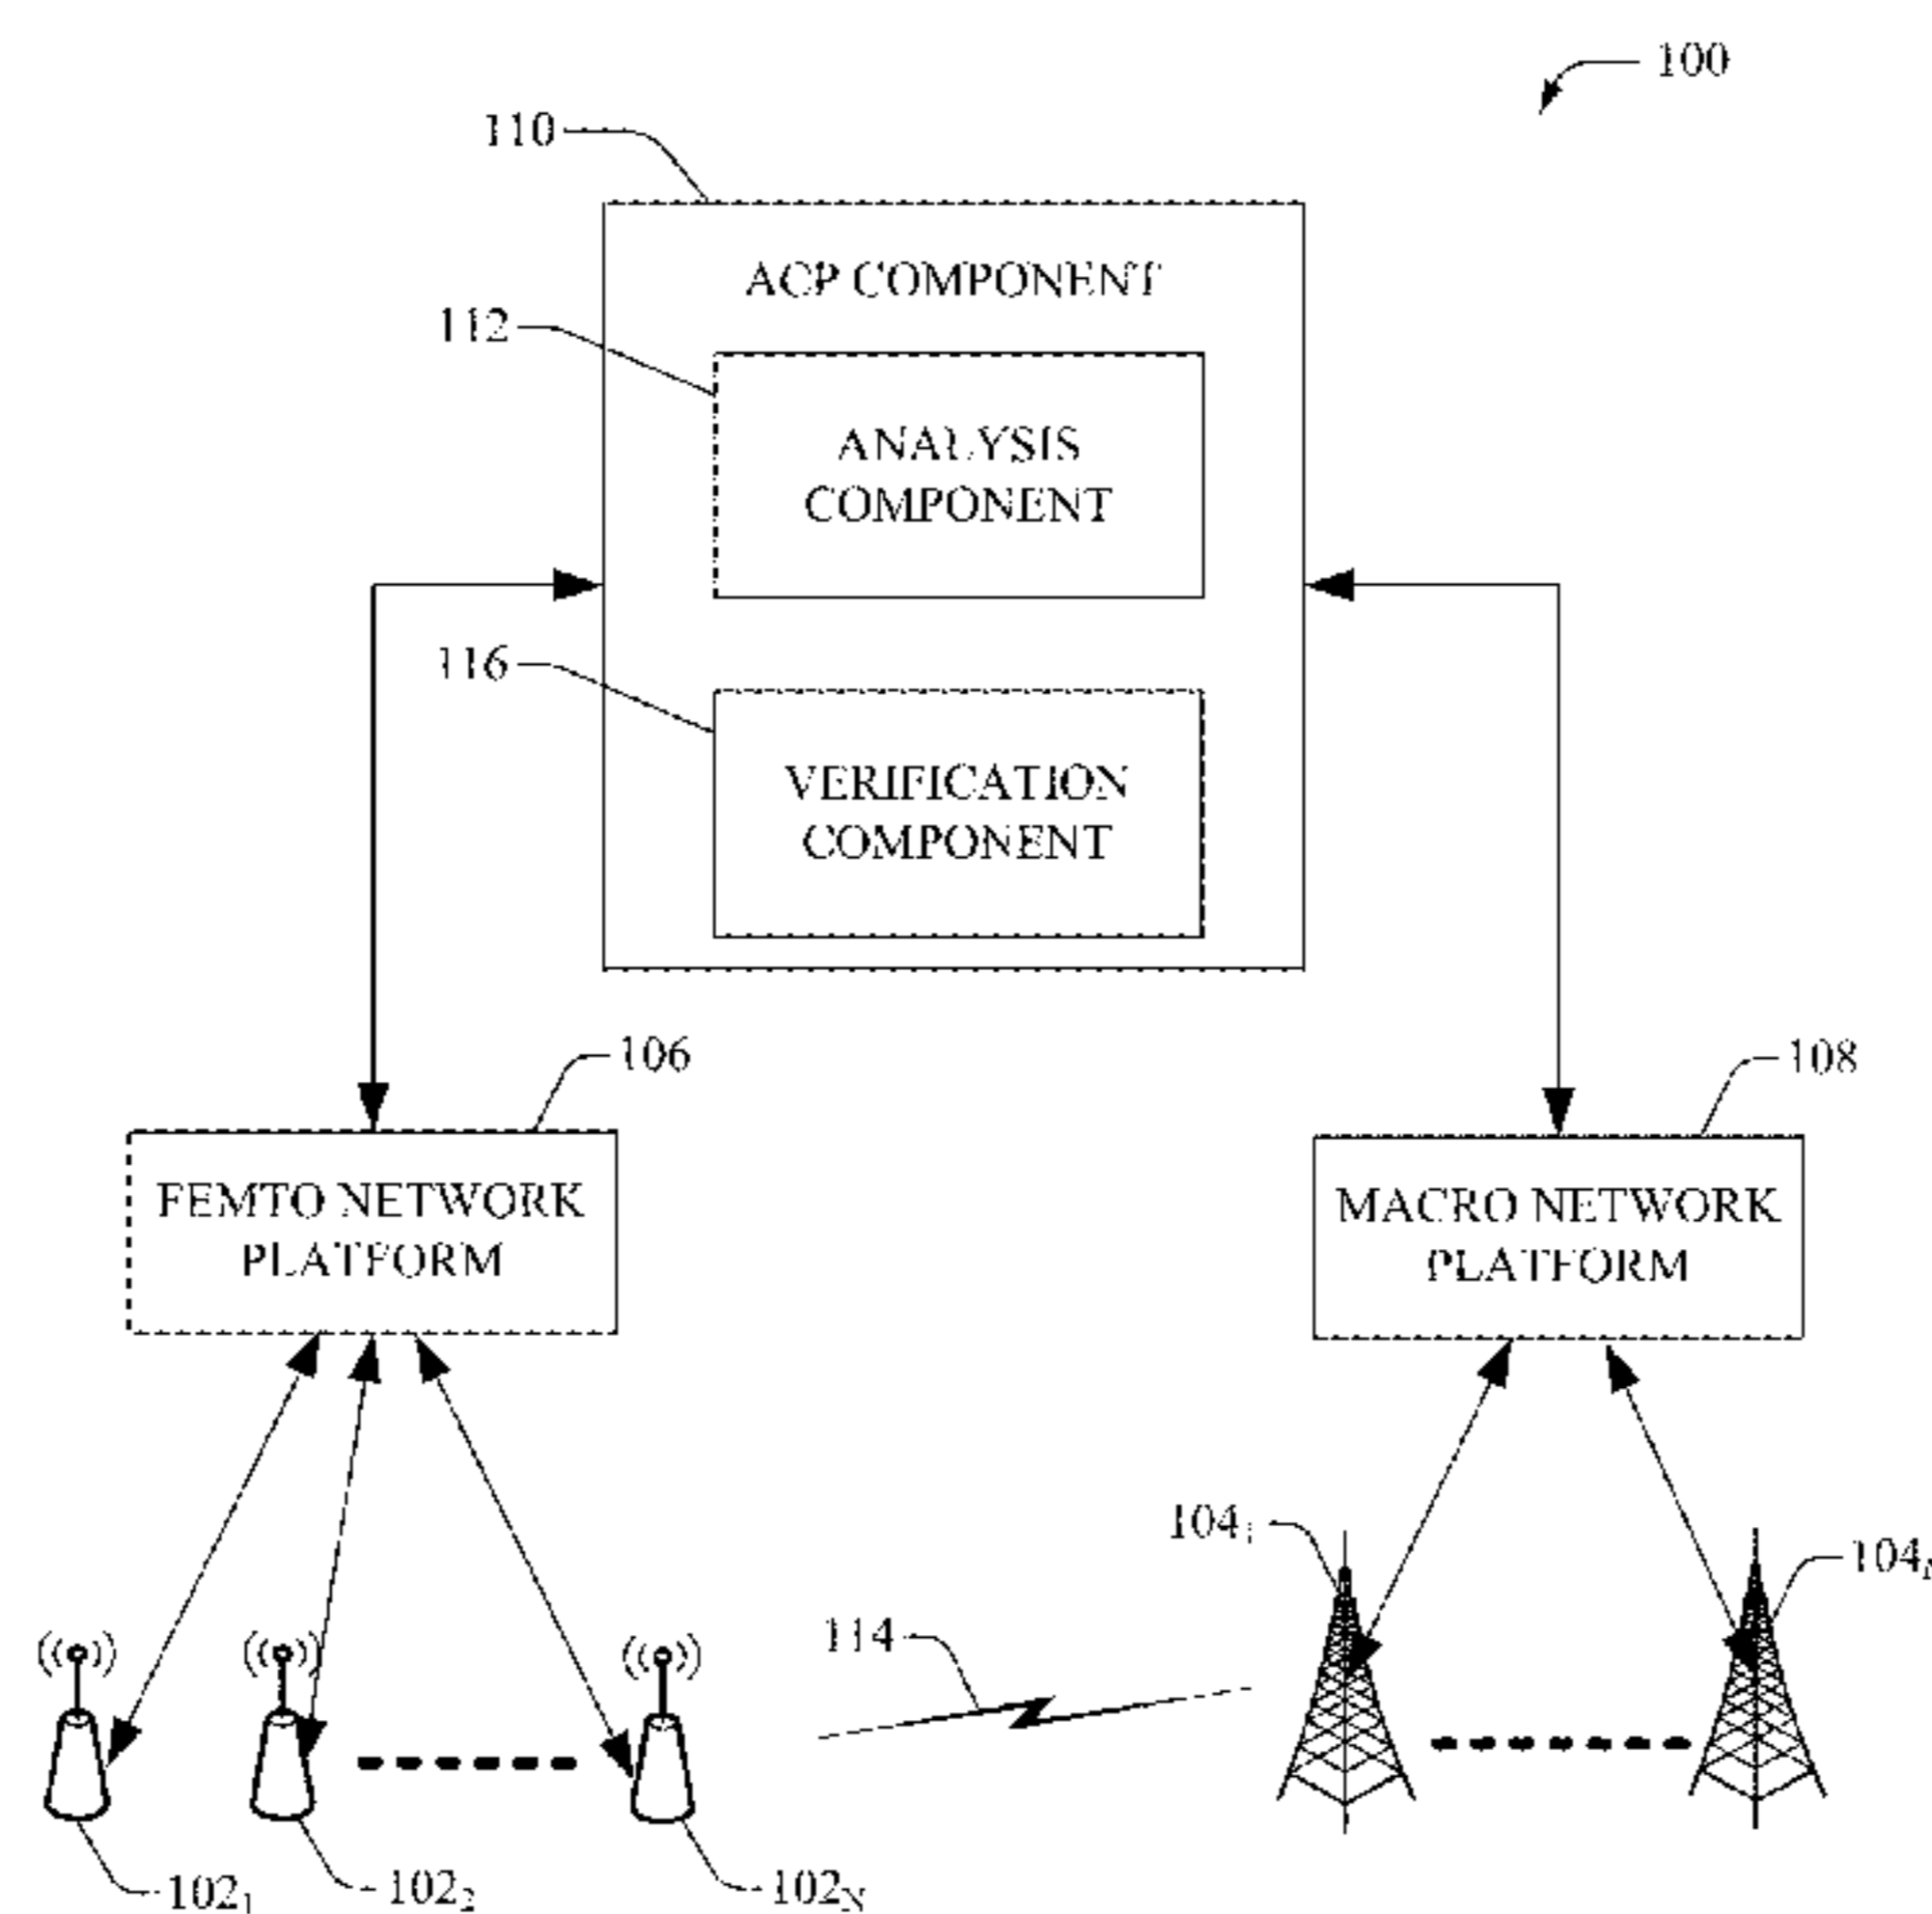 100
110
ACP COMPONENT
112
ANALYSIS
COMPONENT
116
VERIFICATION
COMPONENT
106
108
FEMTO NETWORK
PLATFORM
MACRO NETWORK
PLATFORM
104₁
104
114
102₁
102₂
102N